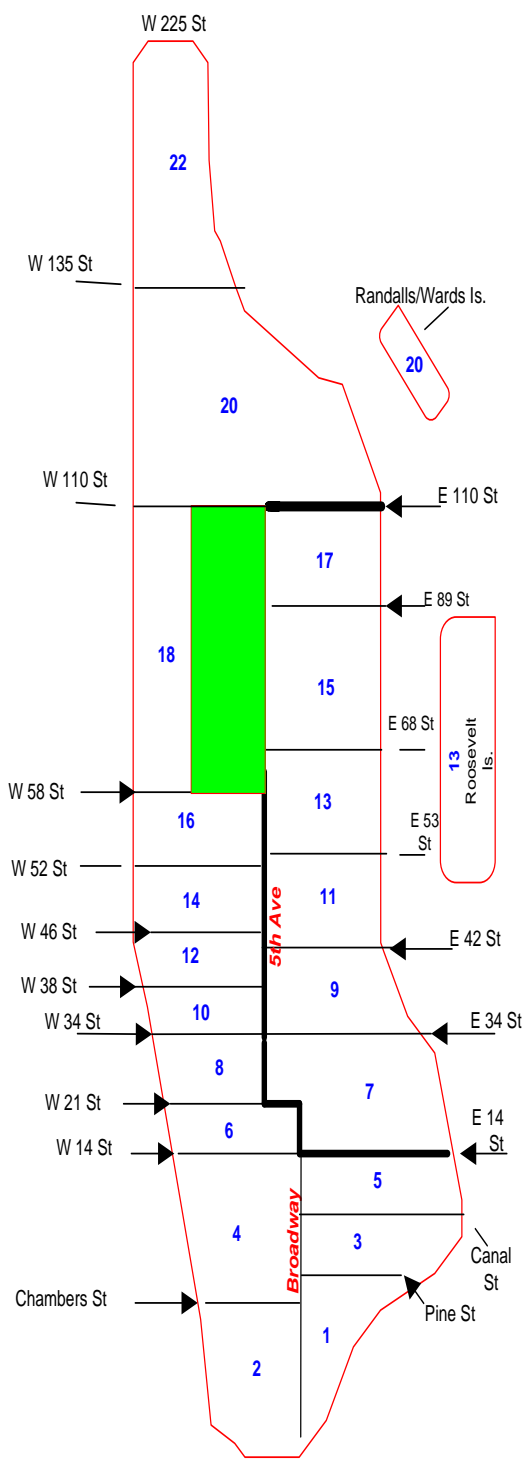 W 225 St
22
W 135 St
Randalls/Wards Is.
20
20
W 110 St
E 110 St
17
E 89 St
18
15
E 68 St
13
Roosevelt
Is.
W 58 St
13
16
E 53
St
W 52 St
14
11
5th Ave
W 46 St
E 42 St
12
W 38 St
9
10
W 34 St
E 34 St
8
7
W 21 St
E 14
St
6
W 14 St
5
Broadway
4
3
Canal
St
Chambers St
Pine St
1
2